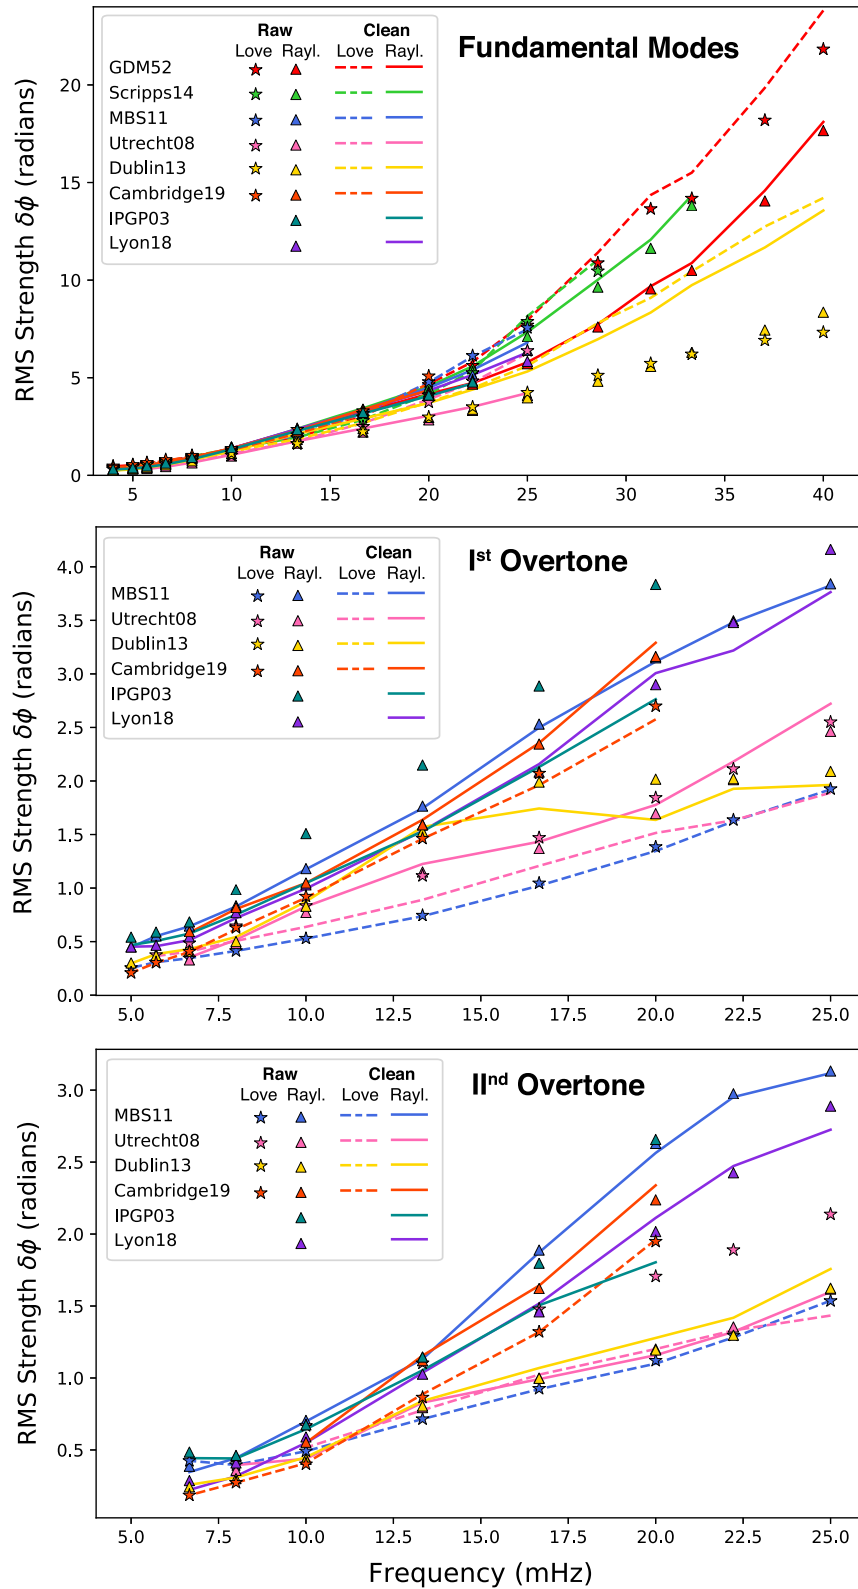 Fundamental Modes
Raw Clean
Love Rayl. Love Rayl.
GDM52
Scripps14
MBS11
Utrecht08
Dublin13
Cambridge19
IPGP03
Lyon18
RMS Strength δϕ (radians)
20
15
10
5
0
5 10 15 20 25 30 35 40
Ist Overtone
Raw Clean
Love Rayl. Love Rayl.
MBS11
Utrecht08
Dublin13
Cambridge19
IPGP03
Lyon18
RMS Strength δϕ (radians)
4.0
3.5
3.0
2.5
2.0
1.5
1.0
0.5
0.0
5.0 7.5 10.0 12.5 15.0 17.5 20.0 22.5 25.0
IInd Overtone
Raw Clean
Love Rayl. Love Rayl.
MBS11
Utrecht08
Dublin13
Cambridge19
IPGP03
Lyon18
RMS Strength δϕ (radians)
3.0
2.5
2.0
1.5
1.0
0.5
5.0 7.5 10.0 12.5 15.0 17.5 20.0 22.5 25.0
Frequency (mHz)